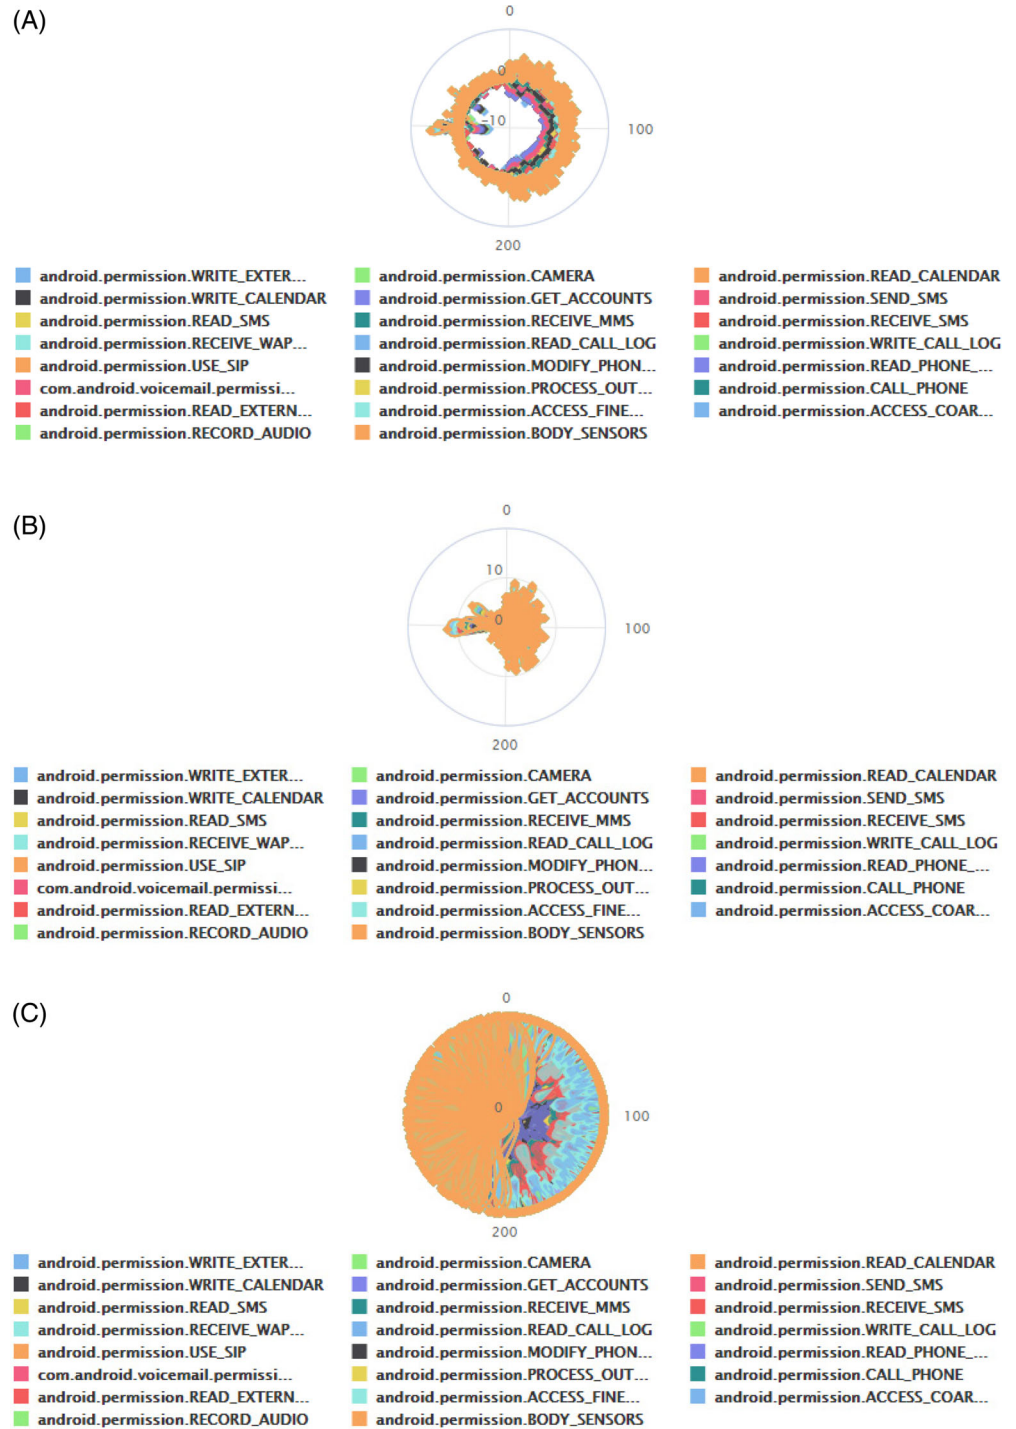 (A)
0
0
-10
100
200
android.permission.WRITE_EXTER... android.permission.CAMERA android.permission.READ_CALENDAR
android.permission.WRITE_CALENDAR android.permission.GET_ACCOUNTS android.permission.SEND_SMS
android.permission.READ_SMS android.permission.RECEIVE_MMS android.permission.RECEIVE_SMS
android.permission.RECEIVE_WAP... android.permission.READ_CALL_LOG android.permission.WRITE_CALL_LOG
android.permission.USE_SIP android.permission.MODIFY_PHON... android.permission.READ_PHONE_...
com.android.voicemail.permissi... android.permission.PROCESS_OUT... android.permission.CALL_PHONE
android.permission.READ_EXTERN... android.permission.ACCESS_FINE... android.permission.ACCESS_COAR...
android.permission.RECORD_AUDIO android.permission.BODY_SENSORS
(B)
0
10
0
100
200
android.permission.WRITE_EXTER... android.permission.CAMERA android.permission.READ_CALENDAR
android.permission.WRITE_CALENDAR android.permission.GET_ACCOUNTS android.permission.SEND_SMS
android.permission.READ_SMS android.permission.RECEIVE_MMS android.permission.RECEIVE_SMS
android.permission.RECEIVE_WAP... android.permission.READ_CALL_LOG android.permission.WRITE_CALL_LOG
android.permission.USE_SIP android.permission.MODIFY_PHON... android.permission.READ_PHONE_...
com.android.voicemail.permissi... android.permission.PROCESS_OUT... android.permission.CALL_PHONE
android.permission.READ_EXTERN... android.permission.ACCESS_FINE... android.permission.ACCESS_COAR...
android.permission.RECORD_AUDIO android.permission.BODY_SENSORS
(C)
0
0
100
200
android.permission.WRITE_EXTER... android.permission.CAMERA android.permission.READ_CALENDAR
android.permission.WRITE_CALENDAR android.permission.GET_ACCOUNTS android.permission.SEND_SMS
android.permission.READ_SMS android.permission.RECEIVE_MMS android.permission.RECEIVE_SMS
android.permission.RECEIVE_WAP... android.permission.READ_CALL_LOG android.permission.WRITE_CALL_LOG
android.permission.USE_SIP android.permission.MODIFY_PHON... android.permission.READ_PHONE_...
com.android.voicemail.permissi... android.permission.PROCESS_OUT... android.permission.CALL_PHONE
android.permission.READ_EXTERN... android.permission.ACCESS_FINE... android.permission.ACCESS_COAR...
android.permission.RECORD_AUDIO android.permission.BODY_SENSORS